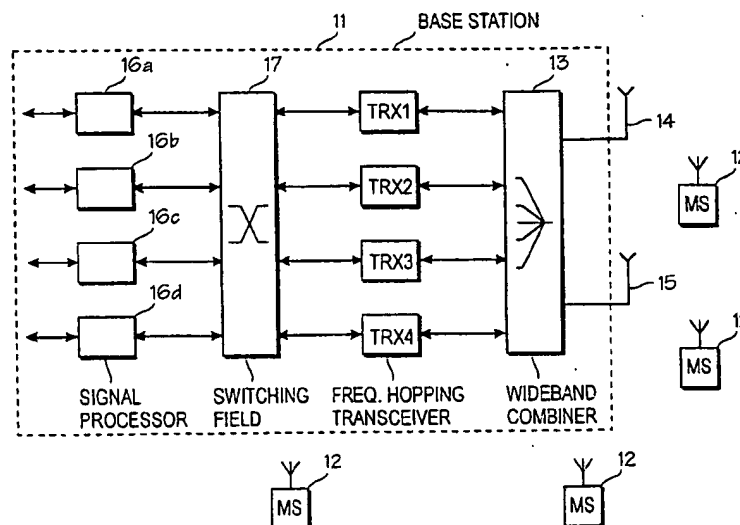 11
BASE STATION
16a
17
13
TRX1
14
16b
TRX2
MS
16c
TRX3
15
16d
TRX4
MS
SIGNAL
PROCESSOR
SWITCHING
FIELD
FREQ. HOPPING
TRANSCEIVER
WIDEBAND
COMBINER
12
MS
12
MS